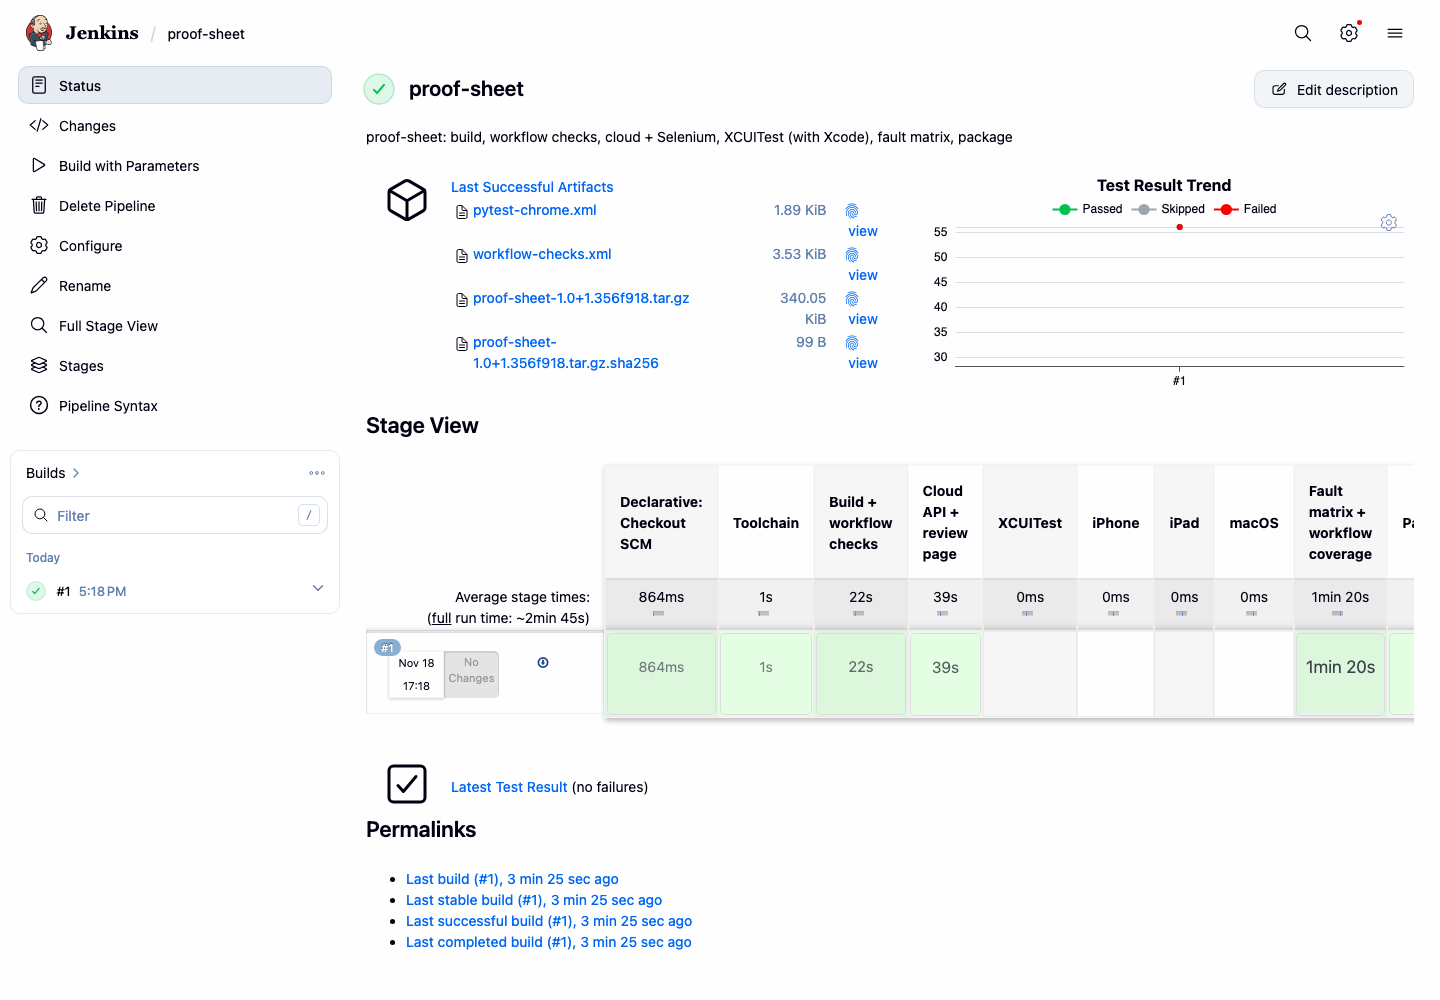 Jenkins / proof-sheet
Status
Changes
Build with Parameters
Delete Pipeline
Configure
Rename
Full Stage View
Stages
Pipeline Syntax
Builds
Filter /
Today
#1 5:18 PM
proof-sheet
Edit description
proof-sheet: build, workflow checks, cloud + Selenium, XCUITest (with Xcode), fault matrix, package
Last Successful Artifacts
pytest-chrome.xml 1.89 KiB view
workflow-checks.xml 3.53 KiB view
proof-sheet-1.0+1.356f918.tar.gz 340.05 KiB view
proof-sheet-
1.0+1.356f918.tar.gz.sha256 99 B view
Test Result Trend
Passed Skipped Failed
55
50
45
40
35
30
#1
Stage View
Declarative:
Checkout
SCM
Toolchain
Build +
workflow
checks
Cloud
API +
review
page
XCUITest
iPhone
iPad
macOS
Fault
matrix +
workflow
coverage
Average stage times:
(full run time: ~2min 45s)
864ms 1s 22s 39s 0ms 0ms 0ms 0ms 1min 20s
#1
Nov 18
17:18
No
Changes
864ms 1s 22s 39s 1min 20s
Latest Test Result (no failures)
Permalinks
Last build (#1), 3 min 25 sec ago
Last stable build (#1), 3 min 25 sec ago
Last successful build (#1), 3 min 25 sec ago
Last completed build (#1), 3 min 25 sec ago